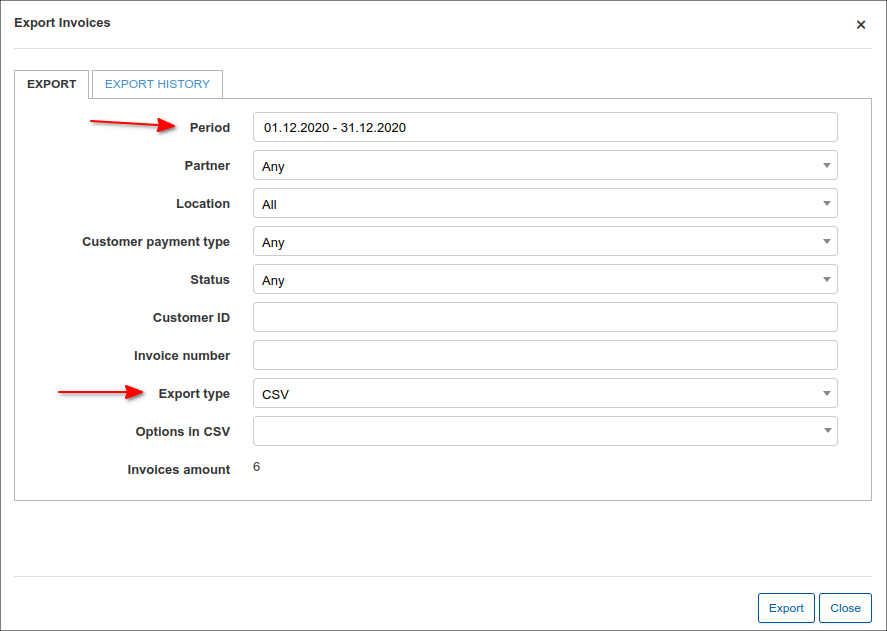 Export Invoices
×
EXPORT EXPORT HISTORY
Period 01.12.2020 - 31.12.2020
Partner Any
Location All
Customer payment type Any
Status Any
Customer ID
Invoice number
Export type CSV
Options in CSV
Invoices amount 6
Export Close